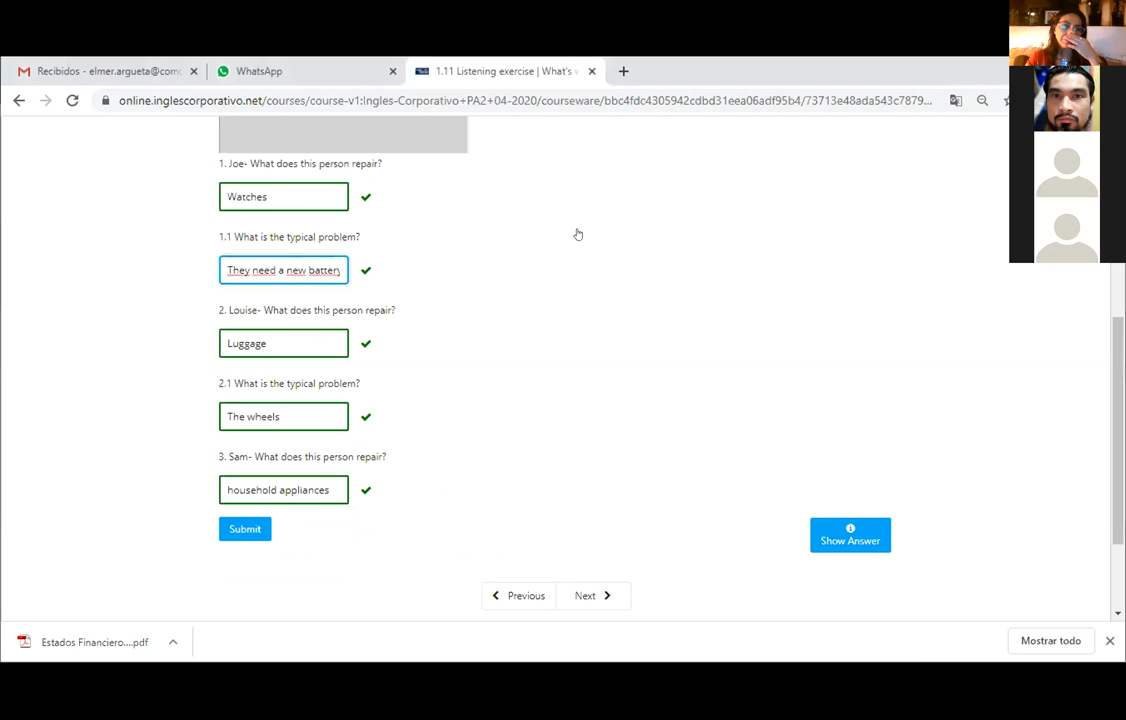 Recibidos - elmer.argueta@com
WhatsApp
1.11 Listening exercise | What's
online.inglescorporativo.net/courses/course-v1:Ingles-Corporativo+PA2+04-2020/courseware/bbc4fdc4305942cdbd31eea06adf95b4/73713e48ada543c7879...
1. Joe- What does this person repair?
Watches
1.1 What is the typical problem?
They need a new battery
2. Louise- What does this person repair?
Luggage
2.1 What is the typical problem?
The wheels
3. Sam- What does this person repair?
household appliances
Submit
Show Answer
Previous
Next
Estados Financiero....pdf
Mostrar todo